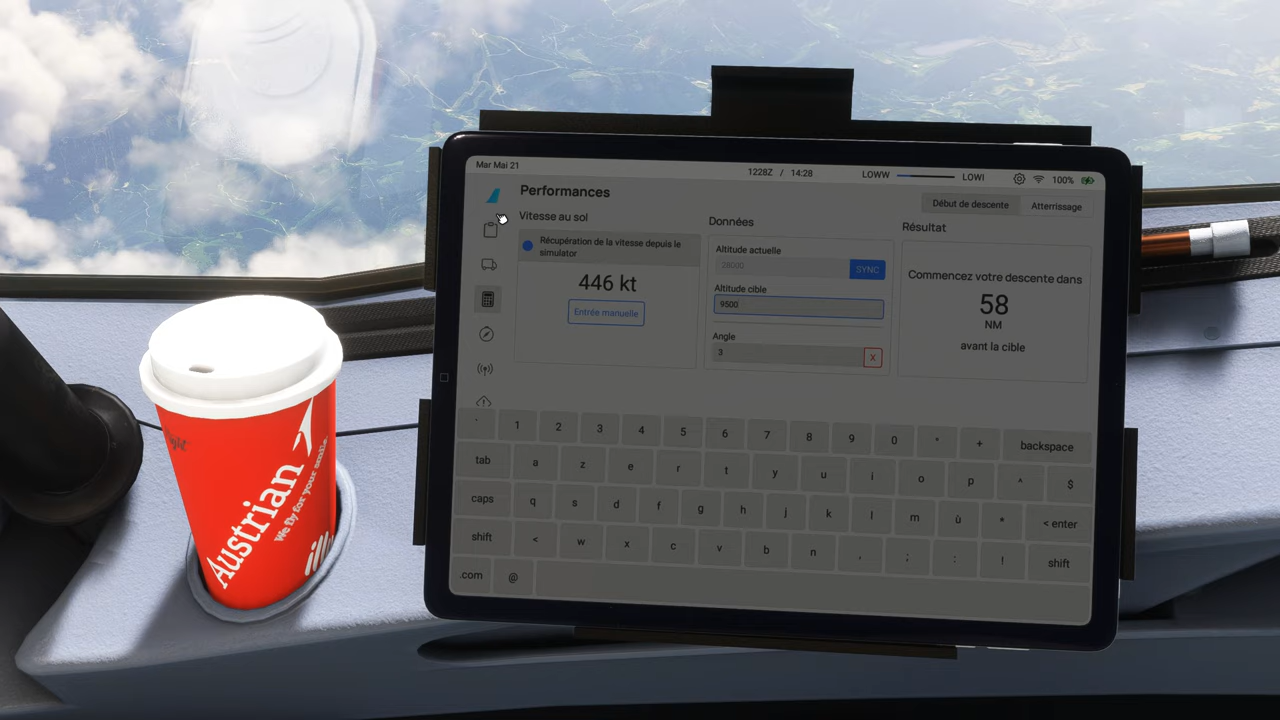 Mar Mai 21
1228Z / 14:28
LOWW
LOWI
100%
Performances
Début de descente
Atterrissage
Vitesse au sol
Récupération de la vitesse depuis le
simulator
446 kt
Entrée manuelle
Données
Altitude actuelle
28000
SYNC
Altitude cible
9500
Angle
3
X
Résultat
Commencez votre descente dans
58
NM
avant la cible
` 1 2 3 4 5 6 7 8 9 0 ° + backspace
tab a z e r t y u i o p ^ $
caps q s d f g h j k l m ù * < enter
shift < w x c v b n , ; : ! shift
.com @
Austrian
We fly for your smile.